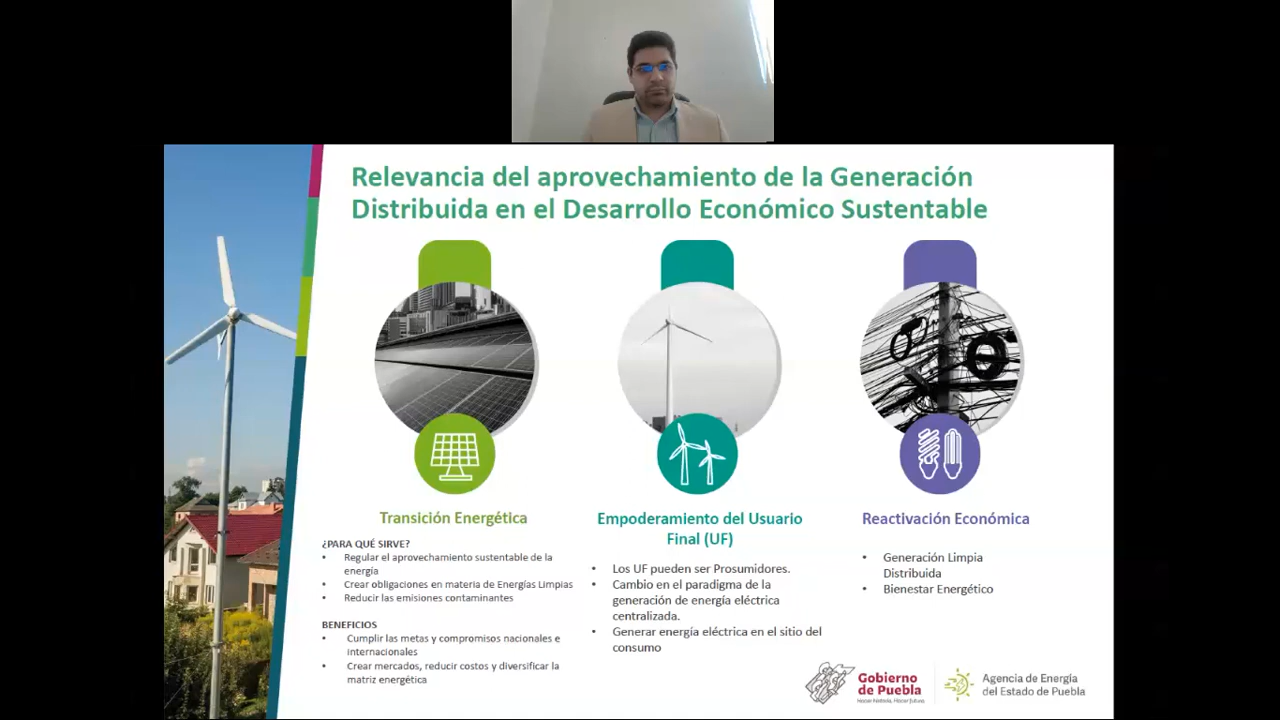 Relevancia del aprovechamiento de la Generación
Distribuida en el Desarrollo Económico Sustentable
Transición Energética
¿PARA QUÉ SIRVE?
• Regular el aprovechamiento sustentable de la
energía
• Crear obligaciones en materia de Energías Limpias
• Reducir las emisiones contaminantes
BENEFICIOS
• Cumplir las metas y compromisos nacionales e
internacionales
• Crear mercados, reducir costos y diversificar la
matriz energética
Empoderamiento del Usuario
Final (UF)
• Los UF pueden ser Prosumidores.
• Cambio en el paradigma de la
generación de energía eléctrica
centralizada.
• Generar energía eléctrica en el sitio del
consumo
Reactivación Económica
• Generación Limpia
Distribuida
• Bienestar Energético
Gobierno
de Puebla
Hacer historia. Hacer futuro.
Agencia de Energía
del Estado de Puebla